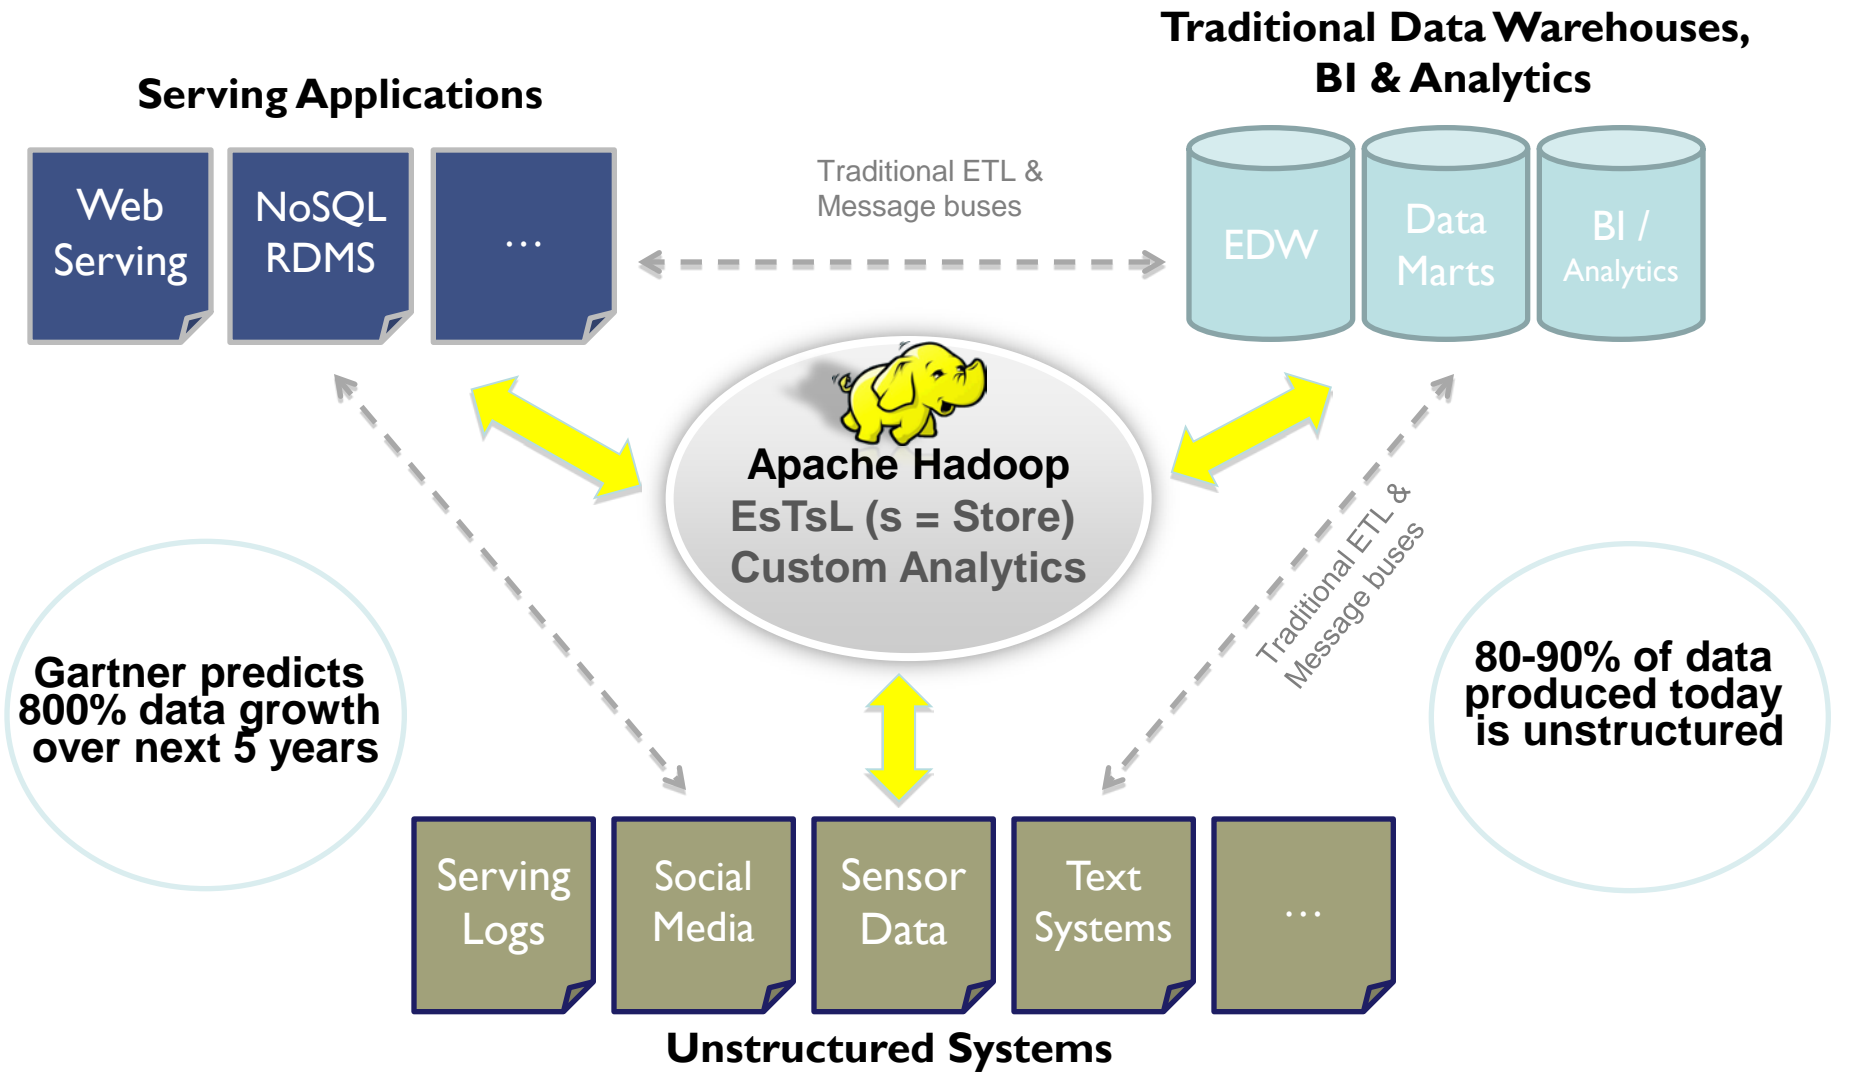 Traditional Data Warehouses,
BI & Analytics
Serving Applications
Web
Serving
NoSQL
RDMS
...
Traditional ETL &
Message buses
EDW
Data
Marts
BI /
Analytics
Apache Hadoop
EsTsL (s = Store)
Custom Analytics
Traditional ETL &
Message buses
Gartner predicts
800% data growth
over next 5 years
80-90% of data
produced today
is unstructured
Serving
Logs
Social
Media
Sensor
Data
Text
Systems
...
Unstructured Systems